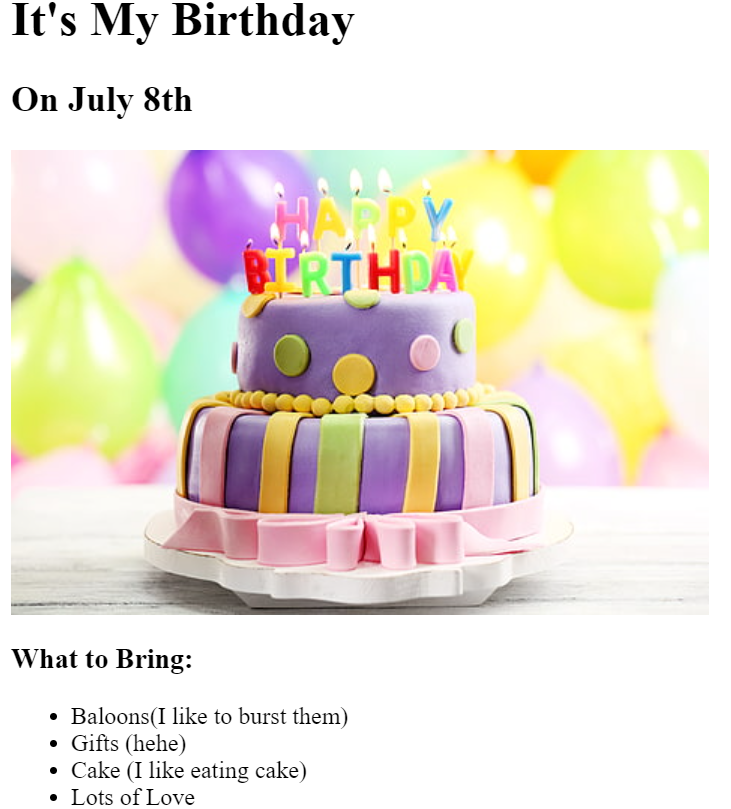 It's My Birthday
On July 8th
HAPPY
BIRTHDAY
What to Bring:
Baloons(I like to burst them)
Gifts (hehe)
Cake (I like eating cake)
Lots of Love